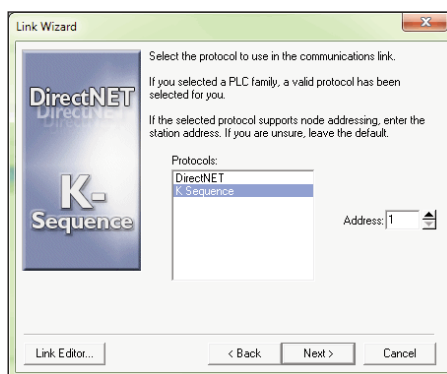 Link Wizard
Select the protocol to use in the communications link.
If you selected a PLC family, a valid protocol has been
selected for you.
If the selected protocol supports node addressing, enter the
station address. If you are unsure, leave the default.
DirectNET
DirectNET
K-
Sequence
Protocols:
DirectNET
K Sequence
Address: 1
Link Editor... < Back Next > Cancel